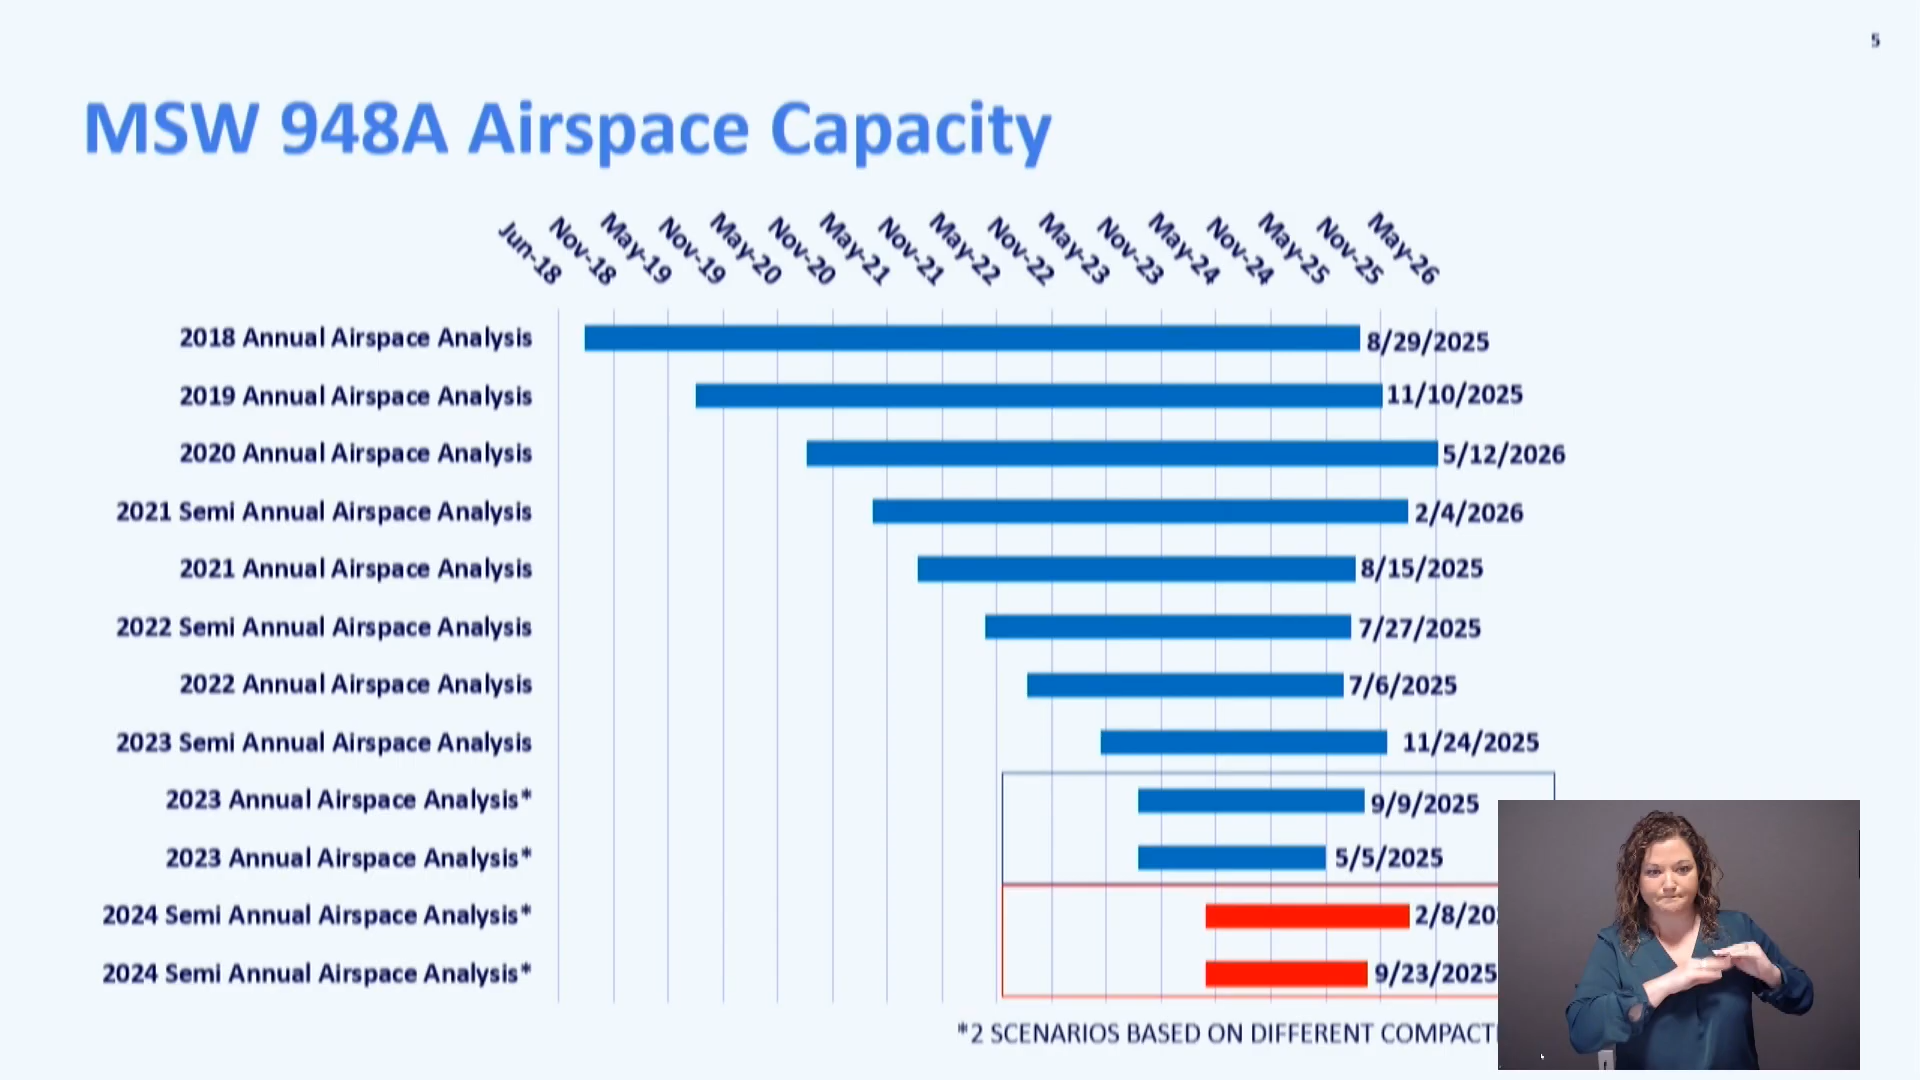 5
MSW 948A Airspace Capacity
Jun-18 Nov-18 May-19 Nov-19 May-20 Nov-20 May-21 Nov-21 May-22 Nov-22 May-23 Nov-23 May-24 Nov-24 May-25 Nov-25 May-26
2018 Annual Airspace Analysis 8/29/2025
2019 Annual Airspace Analysis 11/10/2025
2020 Annual Airspace Analysis 5/12/2026
2021 Semi Annual Airspace Analysis 2/4/2026
2021 Annual Airspace Analysis 8/15/2025
2022 Semi Annual Airspace Analysis 7/27/2025
2022 Annual Airspace Analysis 7/6/2025
2023 Semi Annual Airspace Analysis 11/24/2025
2023 Annual Airspace Analysis* 9/9/2025
2023 Annual Airspace Analysis* 5/5/2025
2024 Semi Annual Airspace Analysis*
2024 Semi Annual Airspace Analysis* 9/23/2025
*2 SCENARIOS BASED ON DIFFERENT